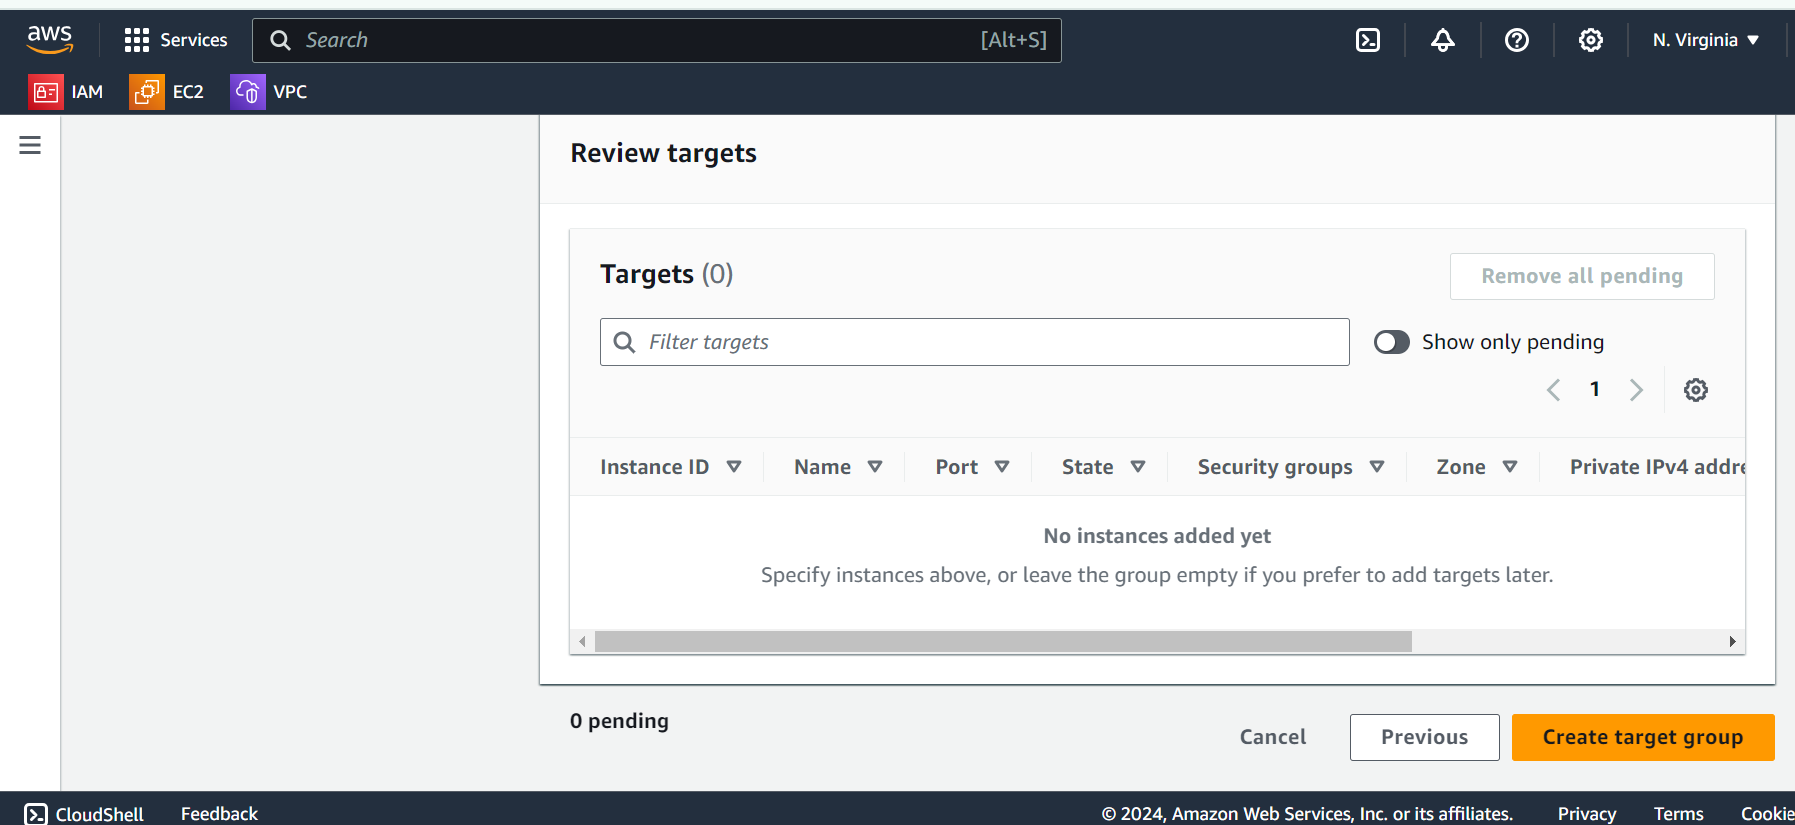 aws
Services
Search
[Alt+S]
N. Virginia
IAM
EC2
VPC
Review targets
Targets (0)
Remove all pending
Filter targets
Show only pending
1
Instance ID
Name
Port
State
Security groups
Zone
Private IPv4 addre
No instances added yet
Specify instances above, or leave the group empty if you prefer to add targets later.
0 pending
Cancel
Previous
Create target group
CloudShell
Feedback
© 2024, Amazon Web Services, Inc. or its affiliates.
Privacy
Terms
Cookie